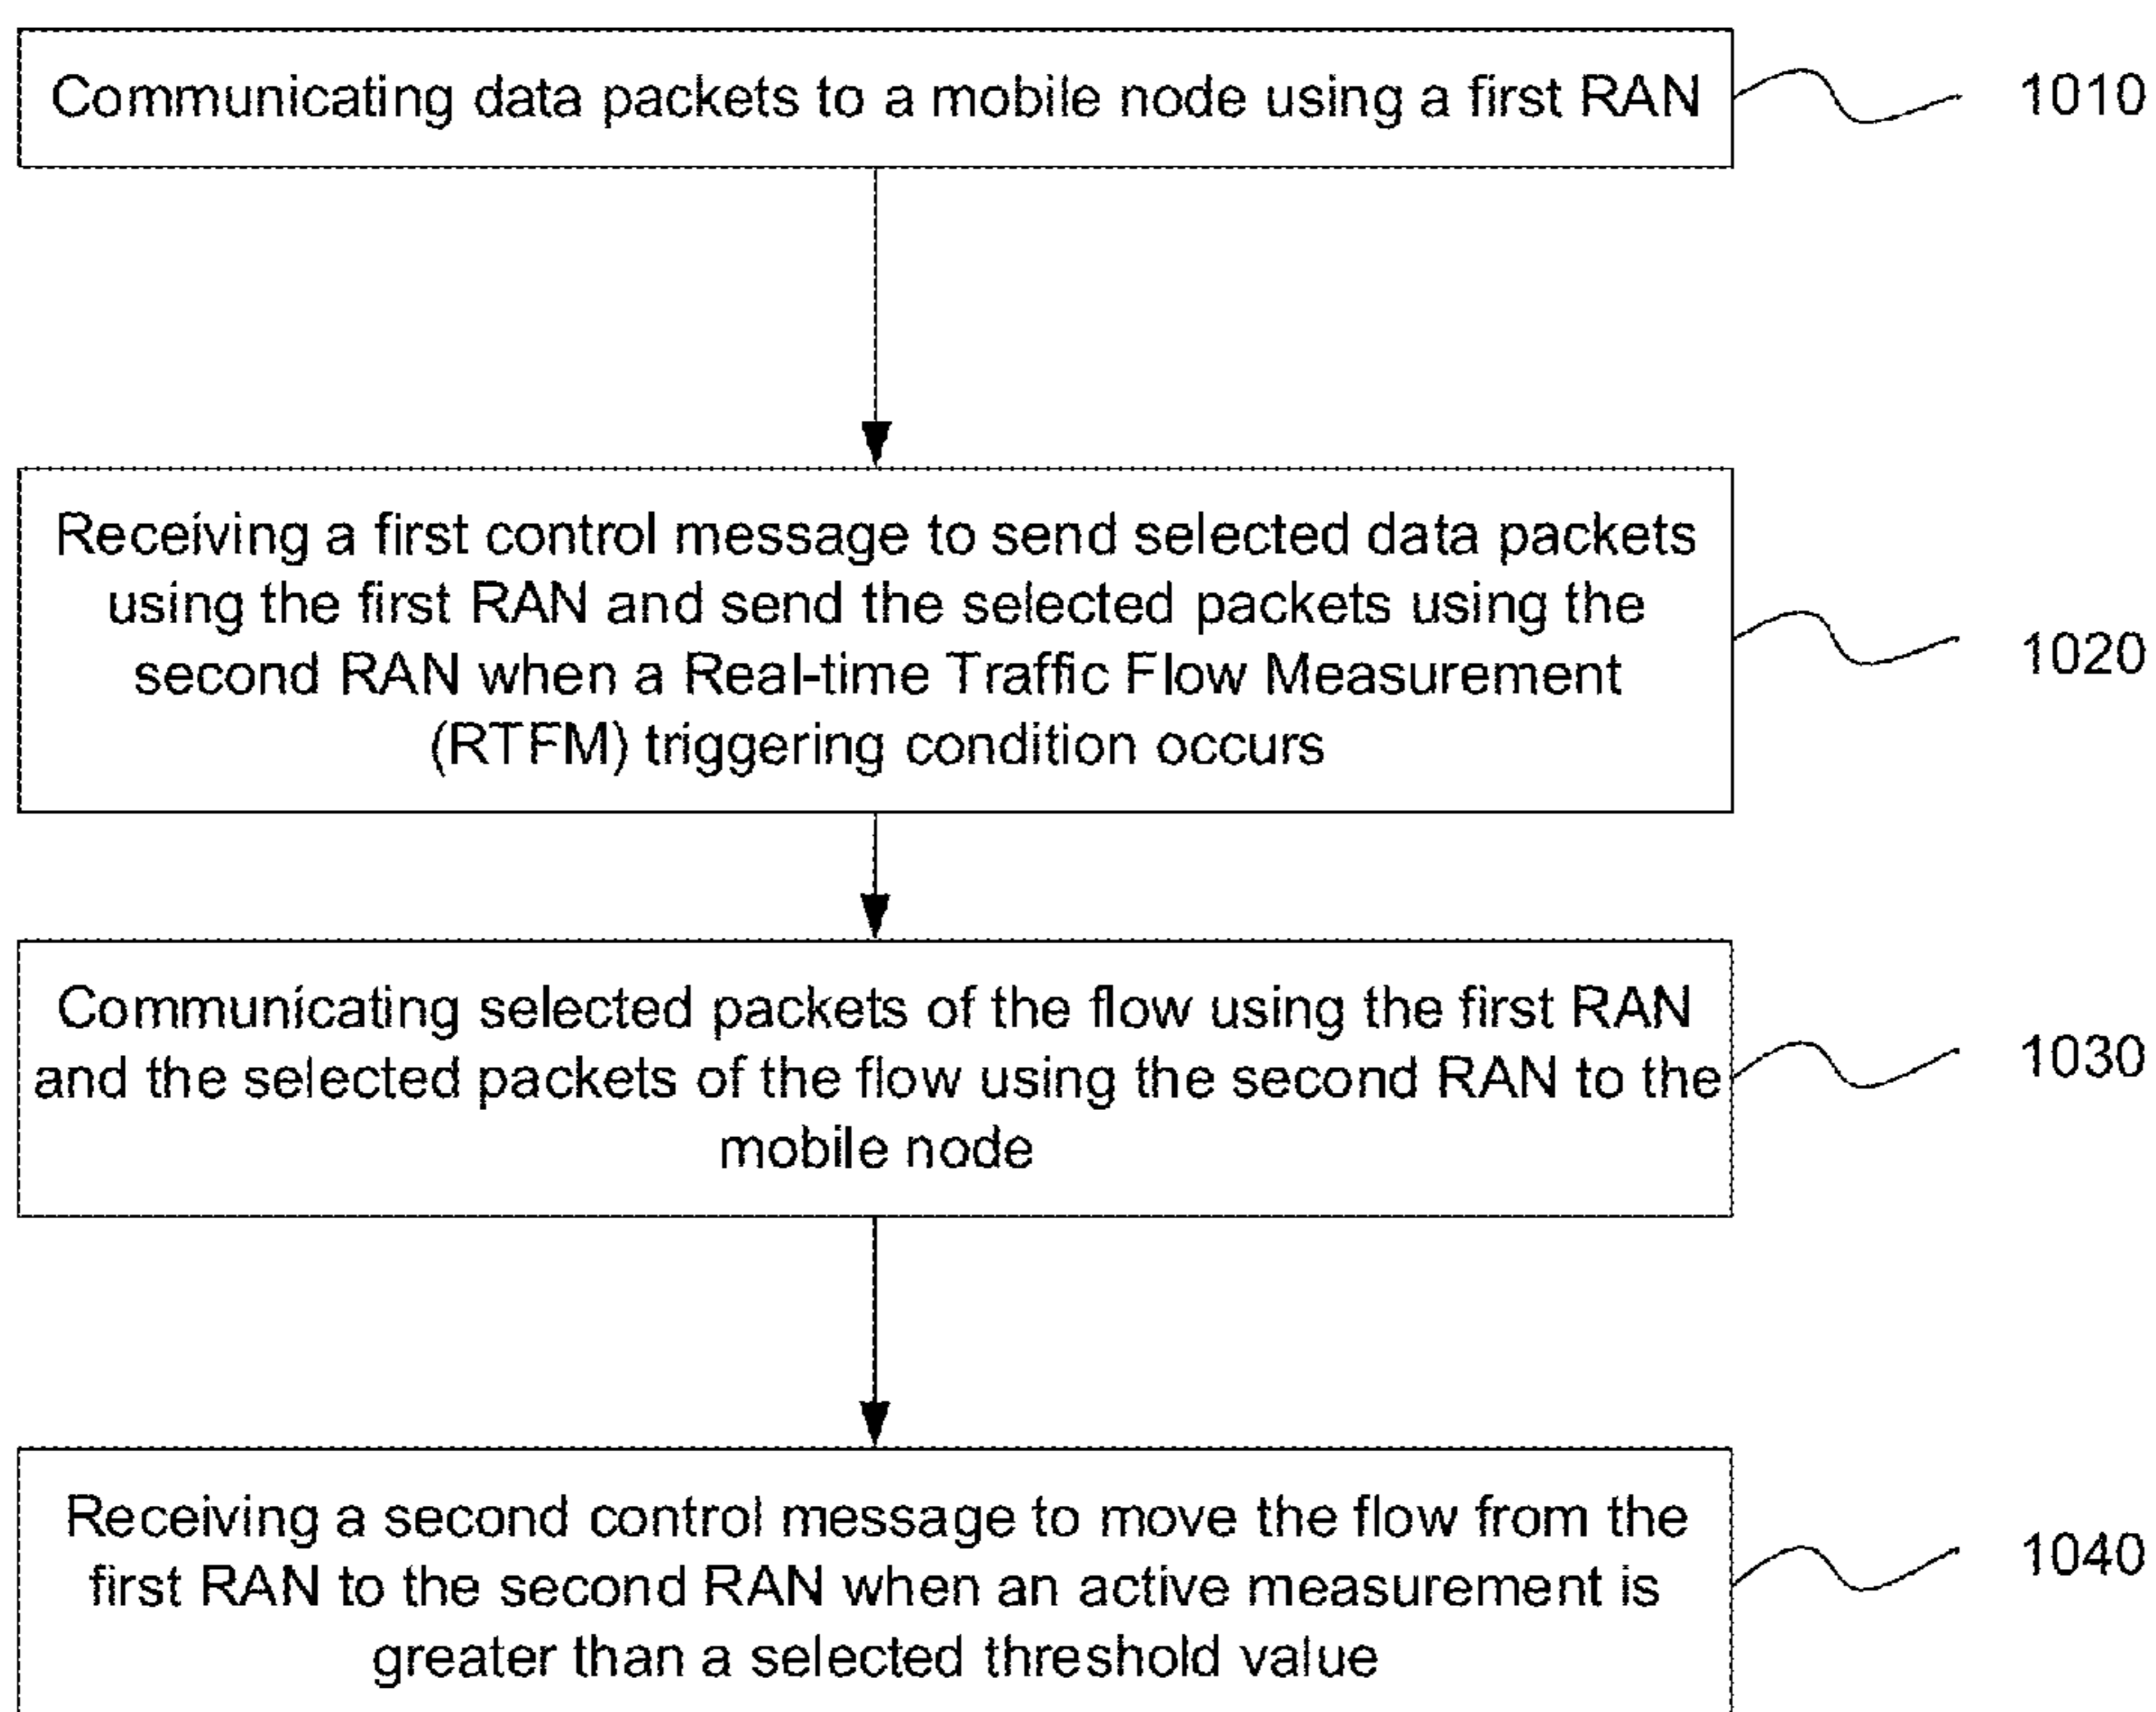 Communicating data packets to a mobile node using a first RAN
1010
Receiving a first control message to send selected data packets
using the first RAN and send the selected packets using the
second RAN when a Real-time Traffic Flow Measurement
(RTFM) triggering condition occurs
1020
Communicating selected packets of the flow using the first RAN
and the selected packets of the flow using the second RAN to the
mobile node
1030
Receiving a second control message to move the flow from the
first RAN to the second RAN when an active measurement is
greater than a selected threshold value
1040